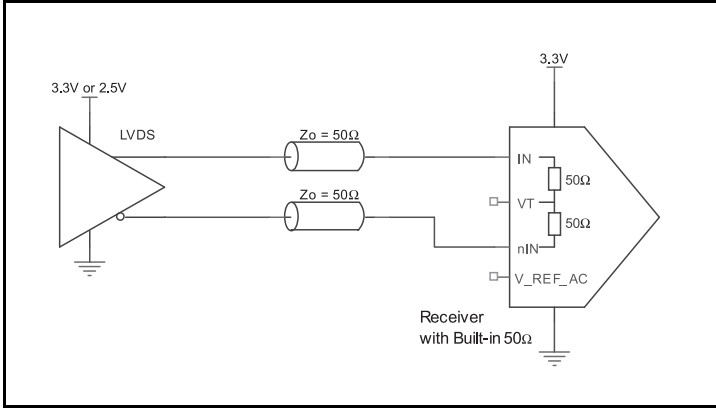 3.3V or 2.5V
LVDS
Zo = 50Ω
Zo = 50Ω
3.3V
IN
50Ω
VT
50Ω
nIN
V_REF_AC
Receiver
with Built-in 50Ω